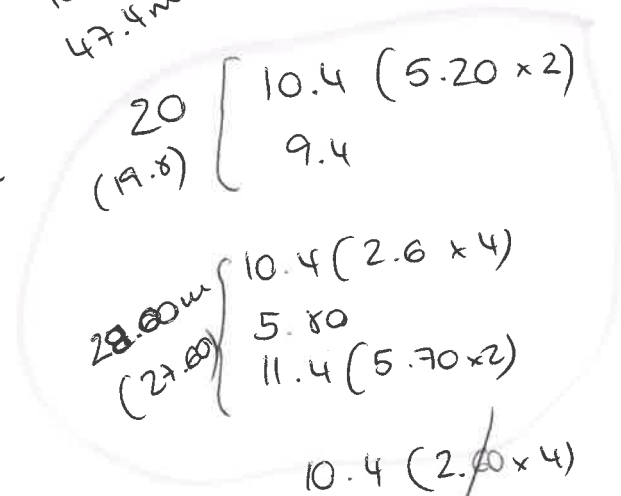 47.4m
20 10.4 (5.20 x 2)
(19.8) 9.4
28.60m 10.4 (2.6 x 4)
5.80
(27.60) 11.4 (5.70 x 2)
10.4 (2.60 x 4)